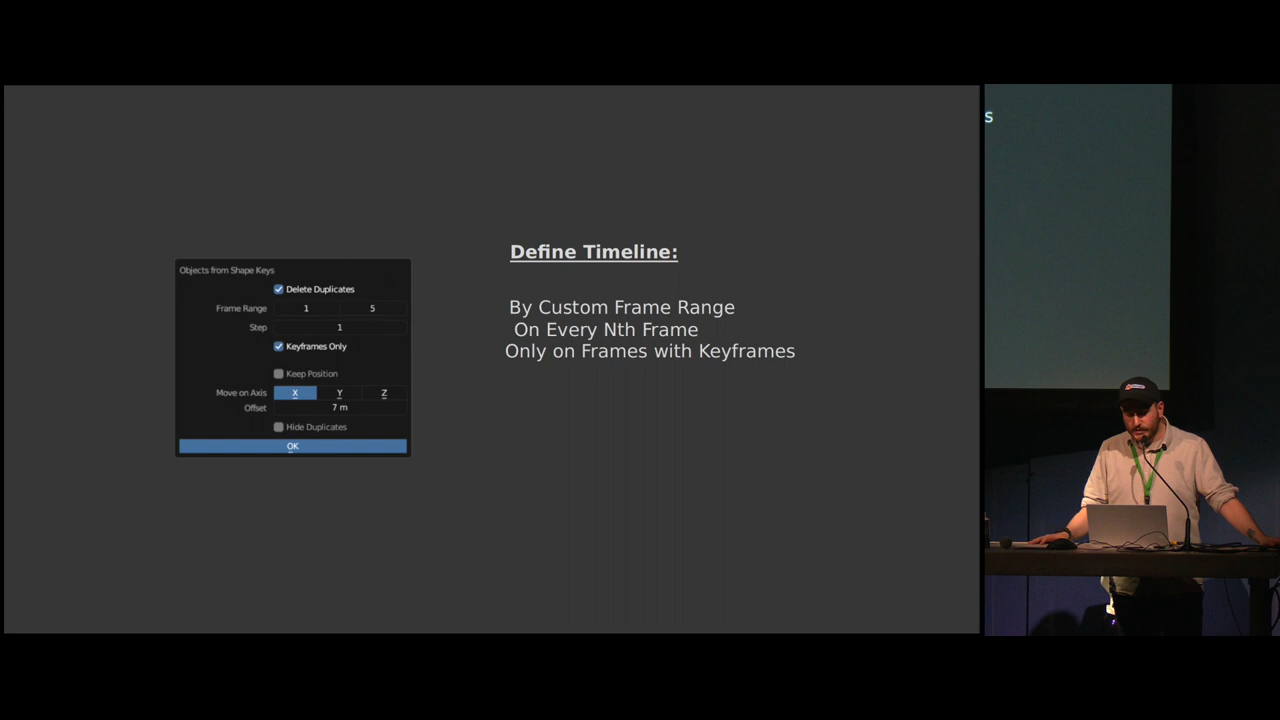 Objects from Shape Keys
Delete Duplicates
Frame Range 1 5
Step 1
Keyframes Only
Keep Position
Move on Axis X Y Z
Offset 7 m
Hide Duplicates
OK
Define Timeline:
By Custom Frame Range
On Every Nth Frame
Only on Frames with Keyframes
s